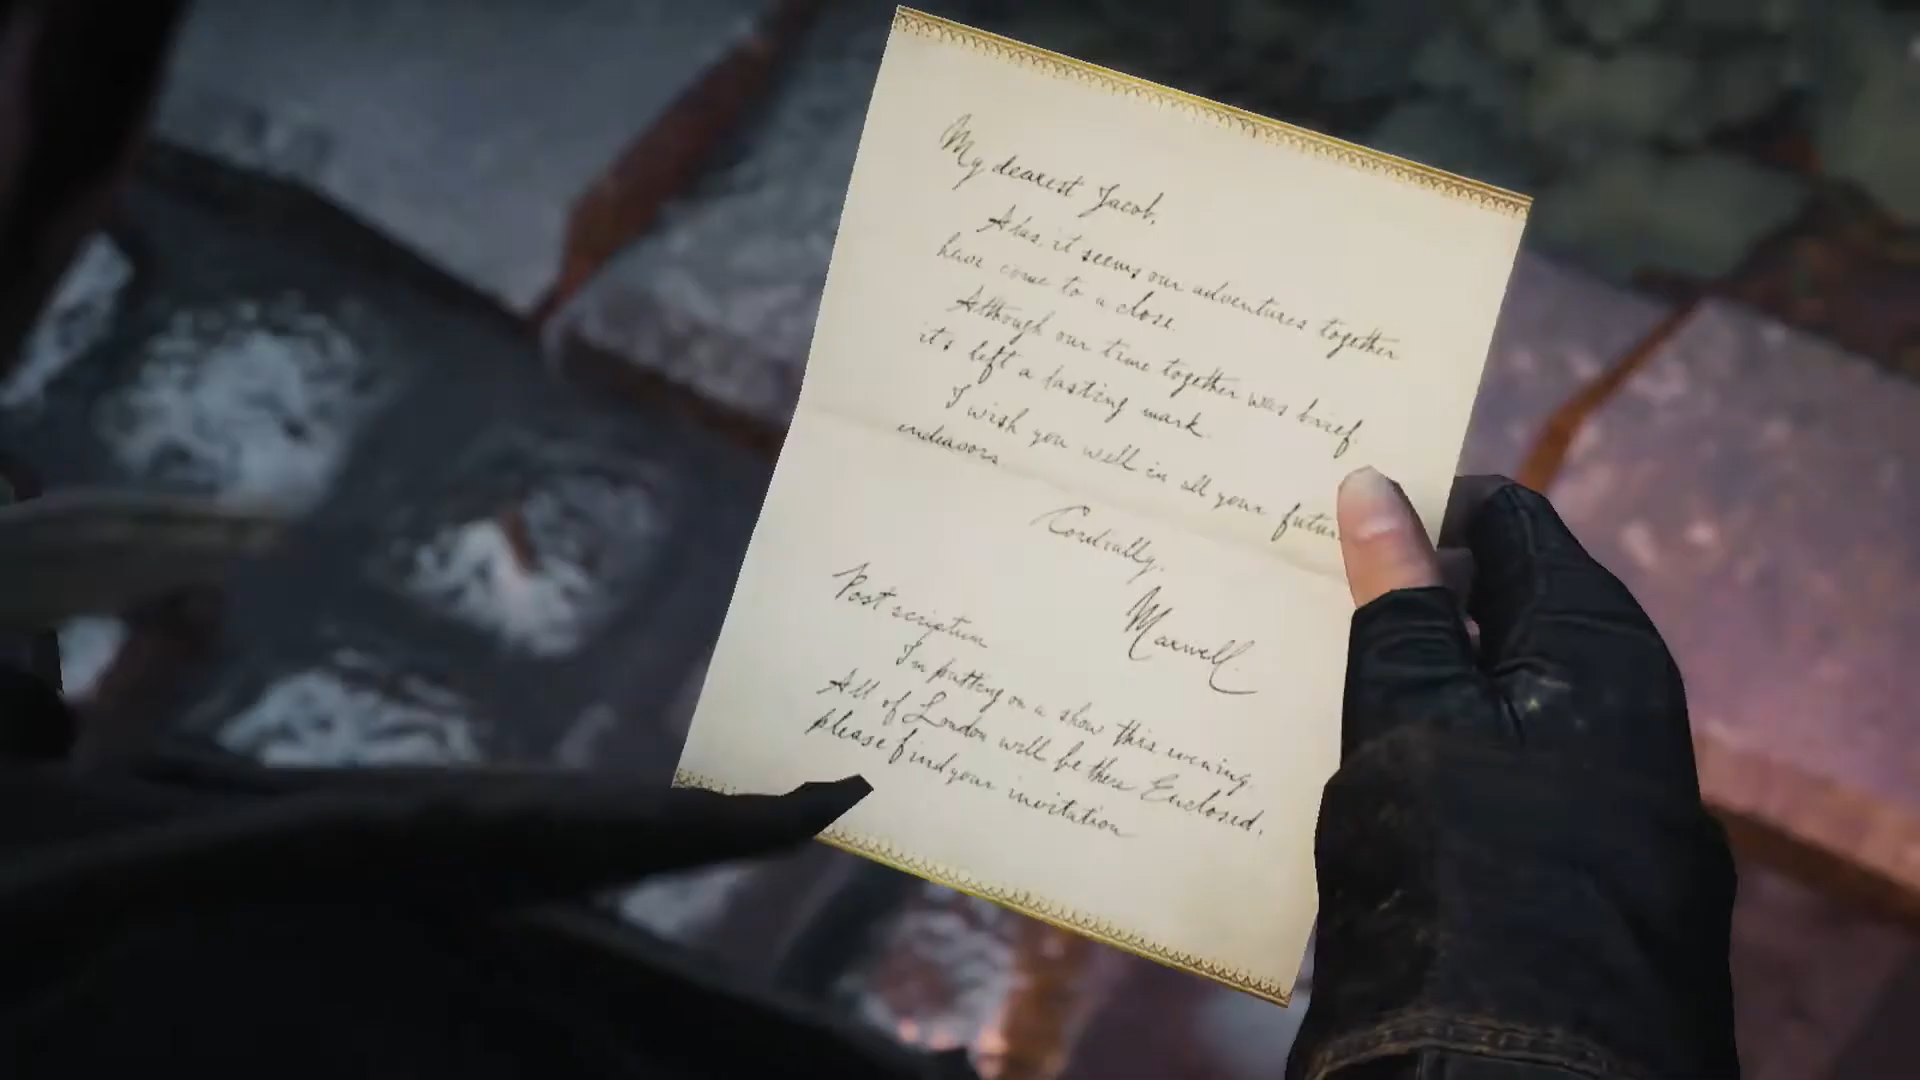 My dearest Jacob,
Alas, it seems our adventures together
have come to a close.
Although our time together was brief,
it's left a lasting mark.
I wish you well in all your futur
endeavors.
Cordially,
Maxwell.
Post scriptum
I'm putting on a show this evening.
All of London will be there. Enclosed,
please find your invitation